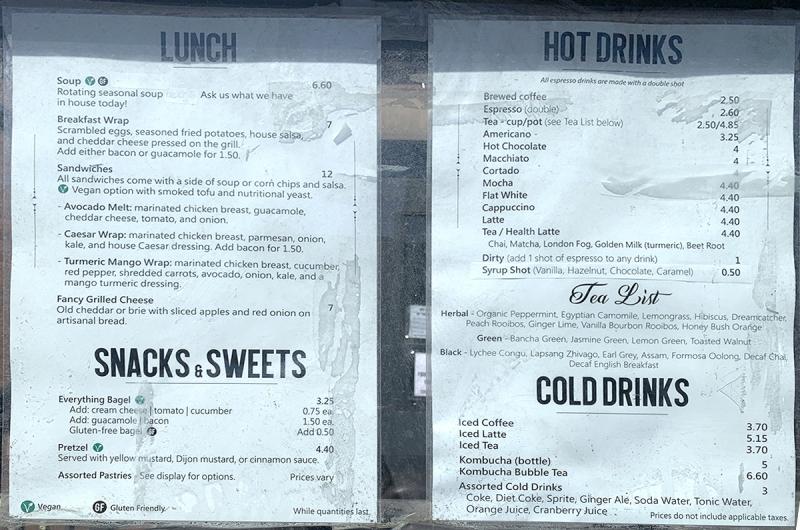 LUNCH
Soup GF 6.60
Rotating seasonal soup Ask us what we have
in house today!
Breakfast Wrap 7
Scrambled eggs, seasoned fried potatoes, house salsa,
and cheddar cheese pressed on the grill.
Add either bacon or guacamole for 1.50.
Sandwiches 12
All sandwiches come with a side of soup or corn chips and salsa.
V Vegan option with smoked tofu and nutritional yeast.
- Avocado Melt: marinated chicken breast, guacamole,
cheddar cheese, tomato, and onion.
- Caesar Wrap: marinated chicken breast, parmesan, onion,
kale, and house Caesar dressing. Add bacon for 1.50.
- Turmeric Mango Wrap: marinated chicken breast, cucumber,
red pepper, shredded carrots, avocado, onion, kale, and a
mango turmeric dressing.
Fancy Grilled Cheese 7
Old cheddar or brie with sliced apples and red onion on
artisanal bread.
SNACKS & SWEETS
Everything Bagel V 3.25
Add: cream cheese | tomato | cucumber 0.75 ea.
Add: guacamole | bacon 1.50 ea.
Gluten-free bagel GF Add 0.50
Pretzel V 4.40
Served with yellow mustard, Dijon mustard, or cinnamon sauce.
Assorted Pastries - See display for options. Prices vary
V Vegan GF Gluten Friendly While quantities last
HOT DRINKS
All espresso drinks are made with a double shot
Brewed coffee 2.50
Espresso (double) 2.60
Tea - cup/pot (see Tea List below) 2.50/4.85
Americano 3.25
Hot Chocolate 4
Macchiato 4
Cortado
Mocha 4.40
Flat White 4.40
Cappuccino 4.40
Latte 4.40
Tea / Health Latte 4.40
Chai, Matcha, London Fog, Golden Milk (turmeric), Beet Root
Dirty (add 1 shot of espresso to any drink) 1
Syrup Shot (Vanilla, Hazelnut, Chocolate, Caramel) 0.50
Tea List
Herbal - Organic Peppermint, Egyptian Camomile, Lemongrass, Hibiscus, Dreamcatcher,
Peach Rooibos, Ginger Lime, Vanilla Bourbon Rooibos, Honey Bush Orange
Green - Bancha Green, Jasmine Green, Lemon Green, Toasted Walnut
Black - Lychee Congu, Lapsang Zhivago, Earl Grey, Assam, Formosa Oolong, Decaf Chai,
Decaf English Breakfast
COLD DRINKS
Iced Coffee 3.70
Iced Latte 5.15
Iced Tea 3.70
Kombucha (bottle) 5
Kombucha Bubble Tea 6.60
Assorted Cold Drinks 3
Coke, Diet Coke, Sprite, Ginger Ale, Soda Water, Tonic Water,
Orange Juice, Cranberry Juice
Prices do not include applicable taxes